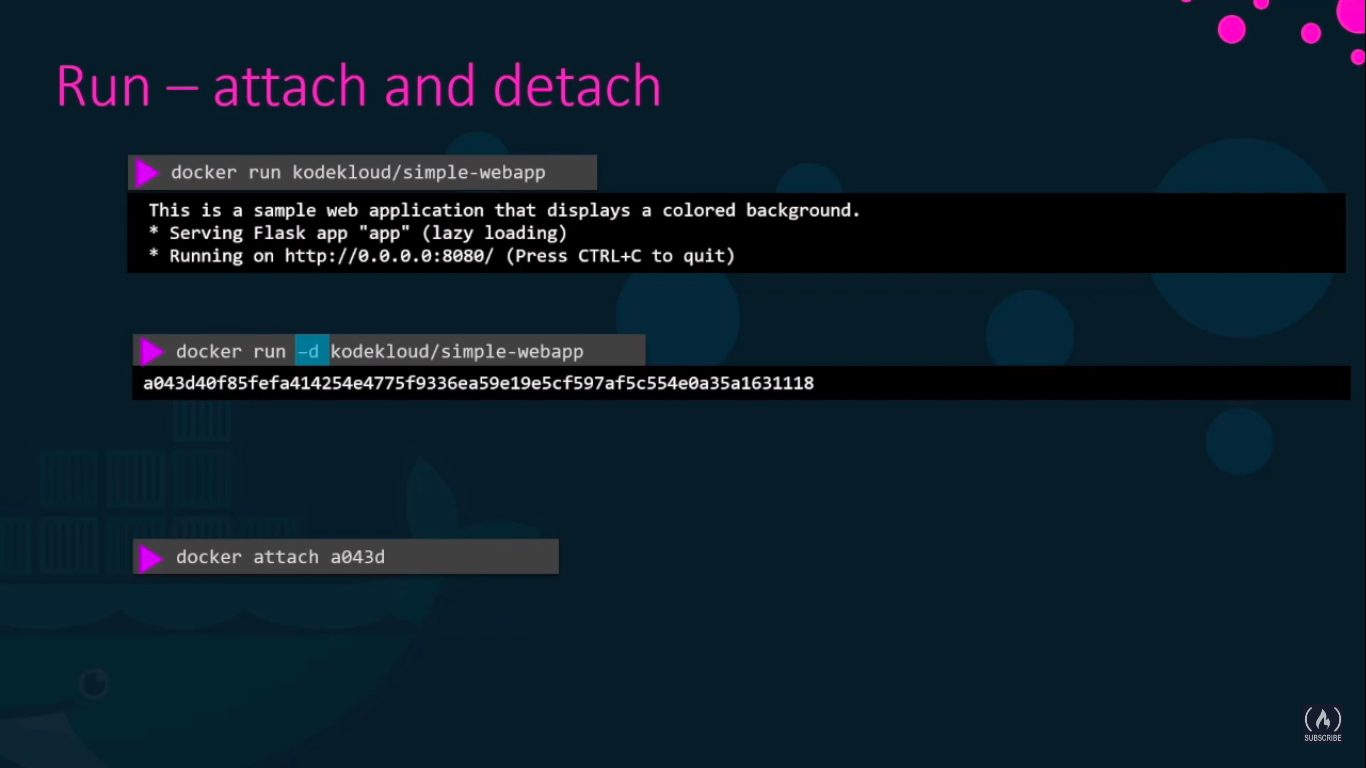 Run – attach and detach
docker run kodekloud/simple-webapp
This is a sample web application that displays a colored background.
* Serving Flask app "app" (lazy loading)
* Running on http://0.0.0.0:8080/ (Press CTRL+C to quit)
docker run –d kodekloud/simple-webapp
a043d40f85fefa414254e4775f9336ea59e19e5cf597af5c554e0a35a1631118
docker attach a043d
SUBSCRIBE